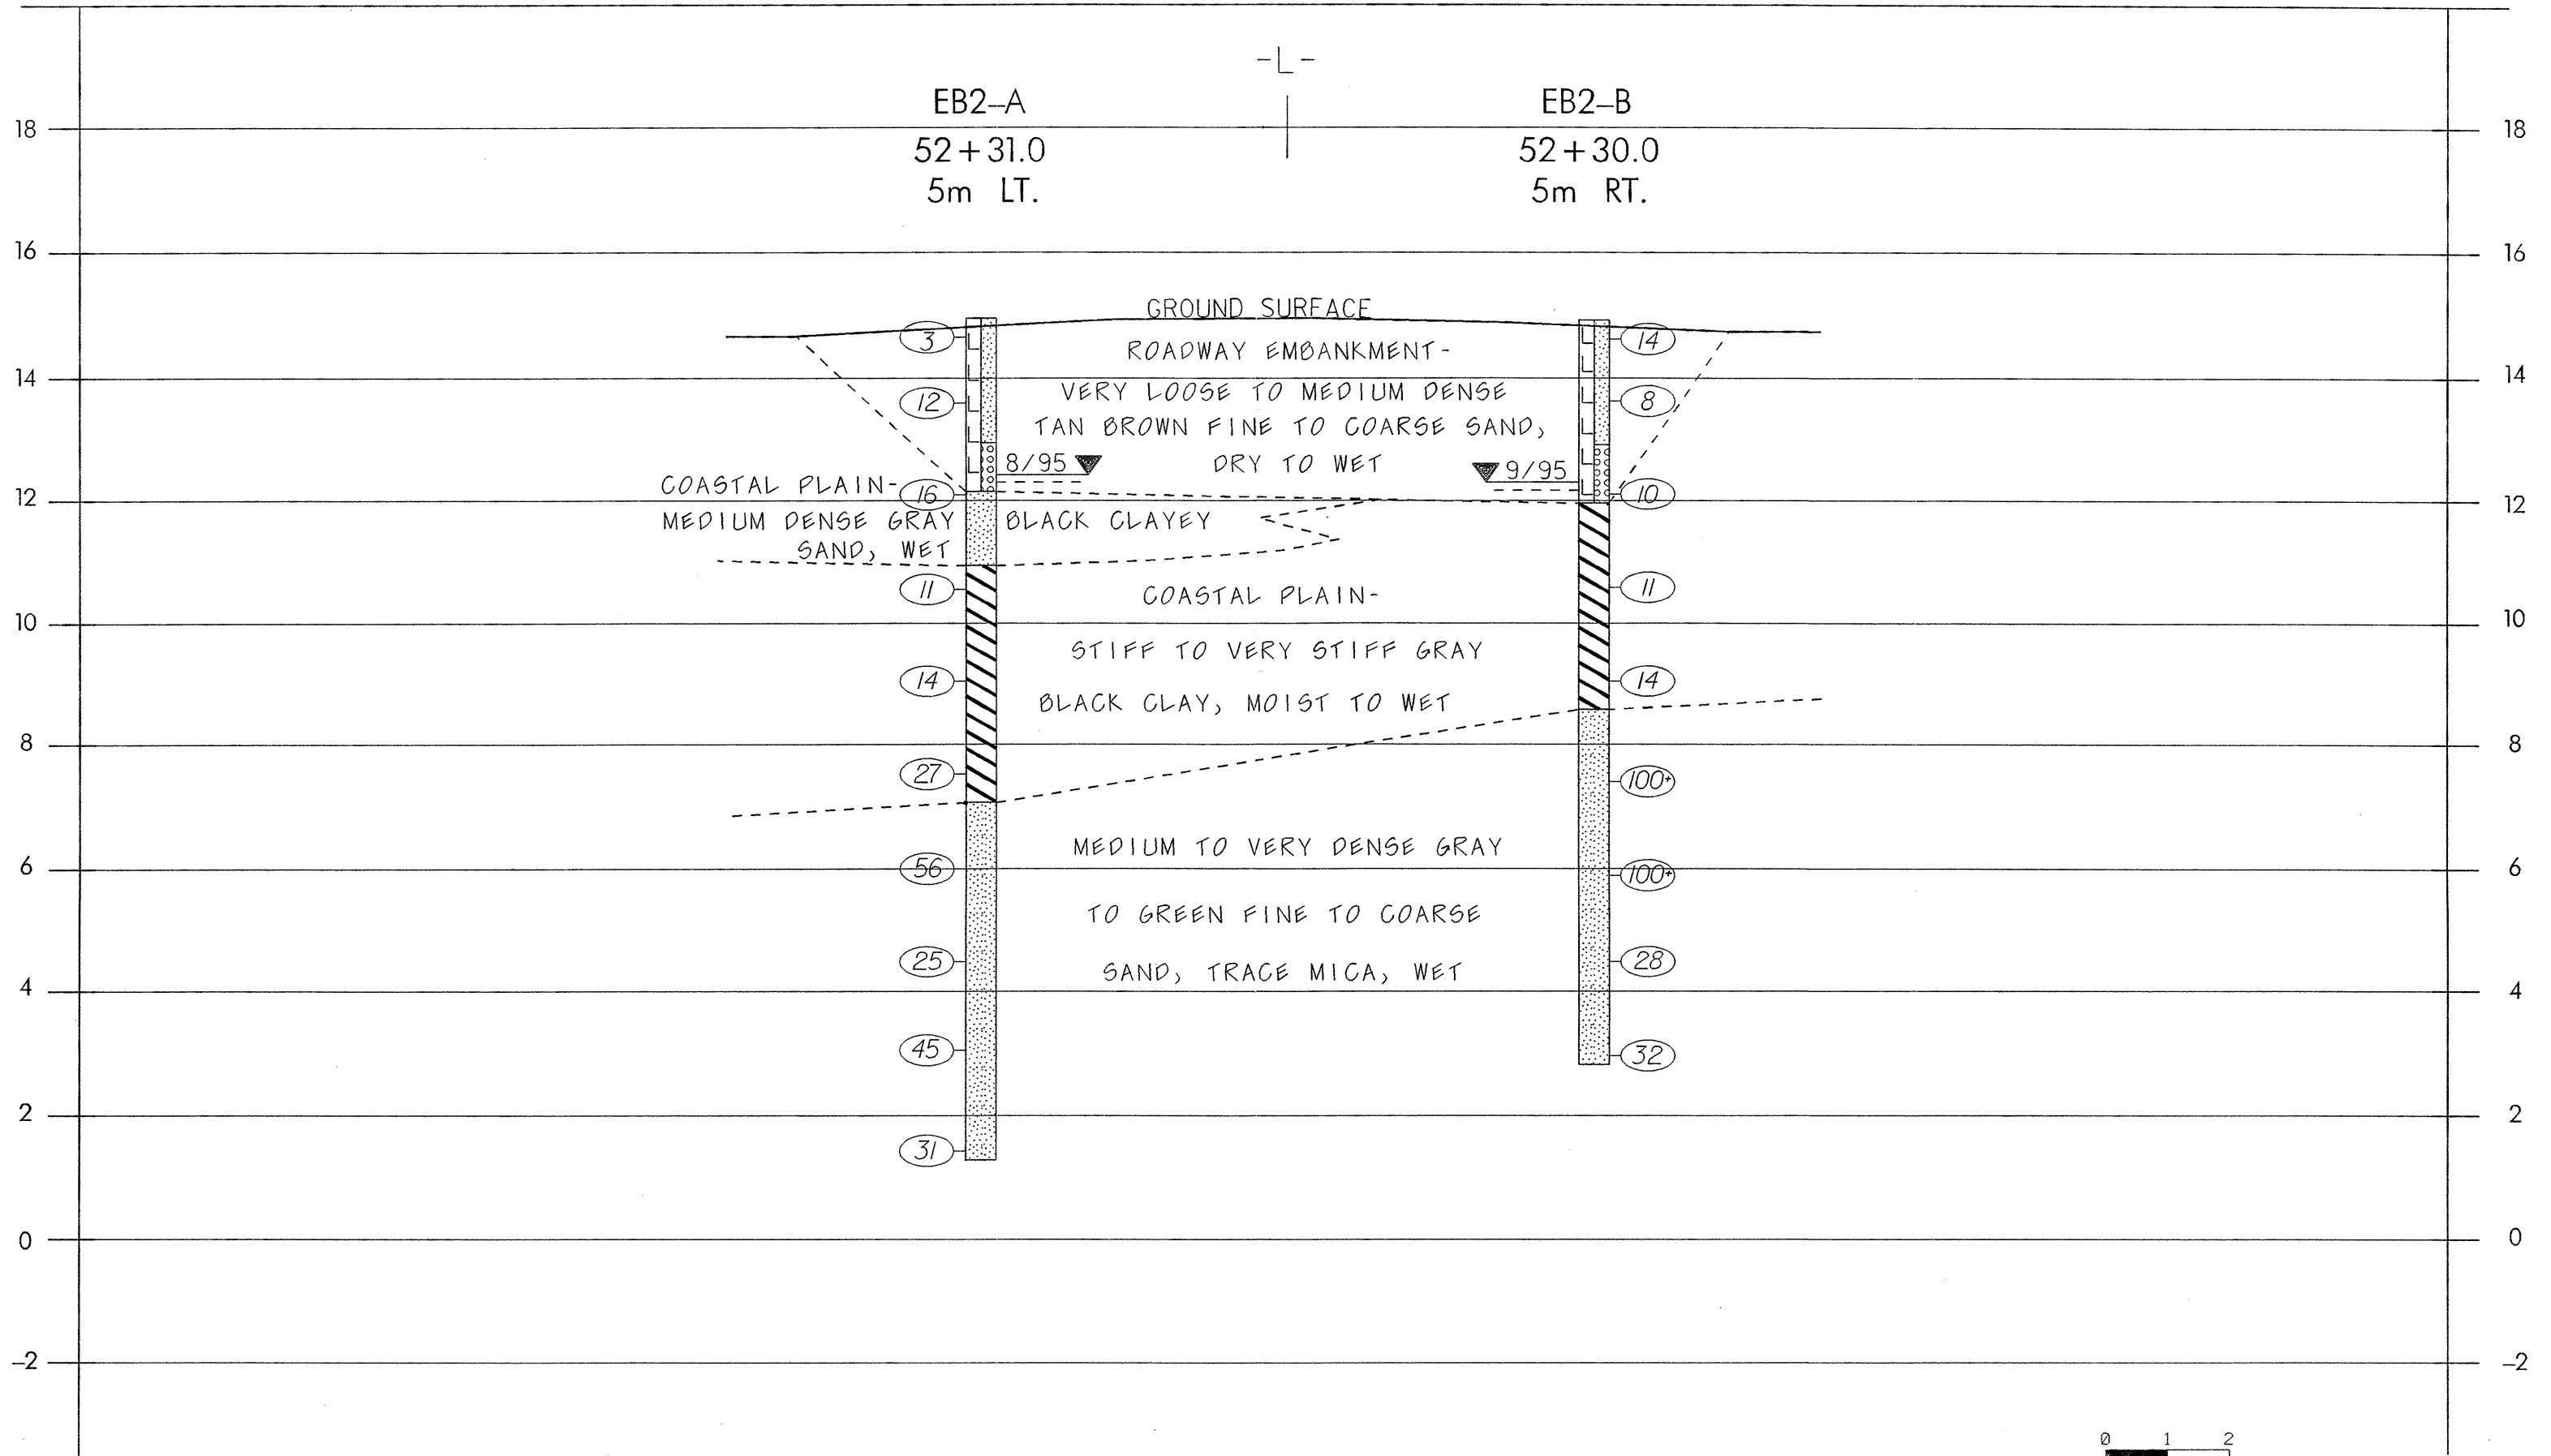 -L-
EB2-A
EB2-B
18
18
52+31.0
52+30.0
5m LT.
5m RT.
16
16
GROUND SURFACE
3
14
ROADWAY EMBANKMENT-
14
14
VERY LOOSE TO MEDIUM DENSE
12
8
TAN BROWN FINE TO COARSE SAND,
8/95
DRY TO WET
9/95
COASTAL PLAIN-
16
10
12
12
MEDIUM DENSE GRAY BLACK CLAYEY
SAND, WET
11
11
COASTAL PLAIN-
10
10
STIFF TO VERY STIFF GRAY
14
14
BLACK CLAY, MOIST TO WET
8
8
27
100+
MEDIUM TO VERY DENSE GRAY
6
56
100+
6
TO GREEN FINE TO COARSE
25
28
SAND, TRACE MICA, WET
4
4
45
32
2
2
31
0
0
-2
-2
0 1 2